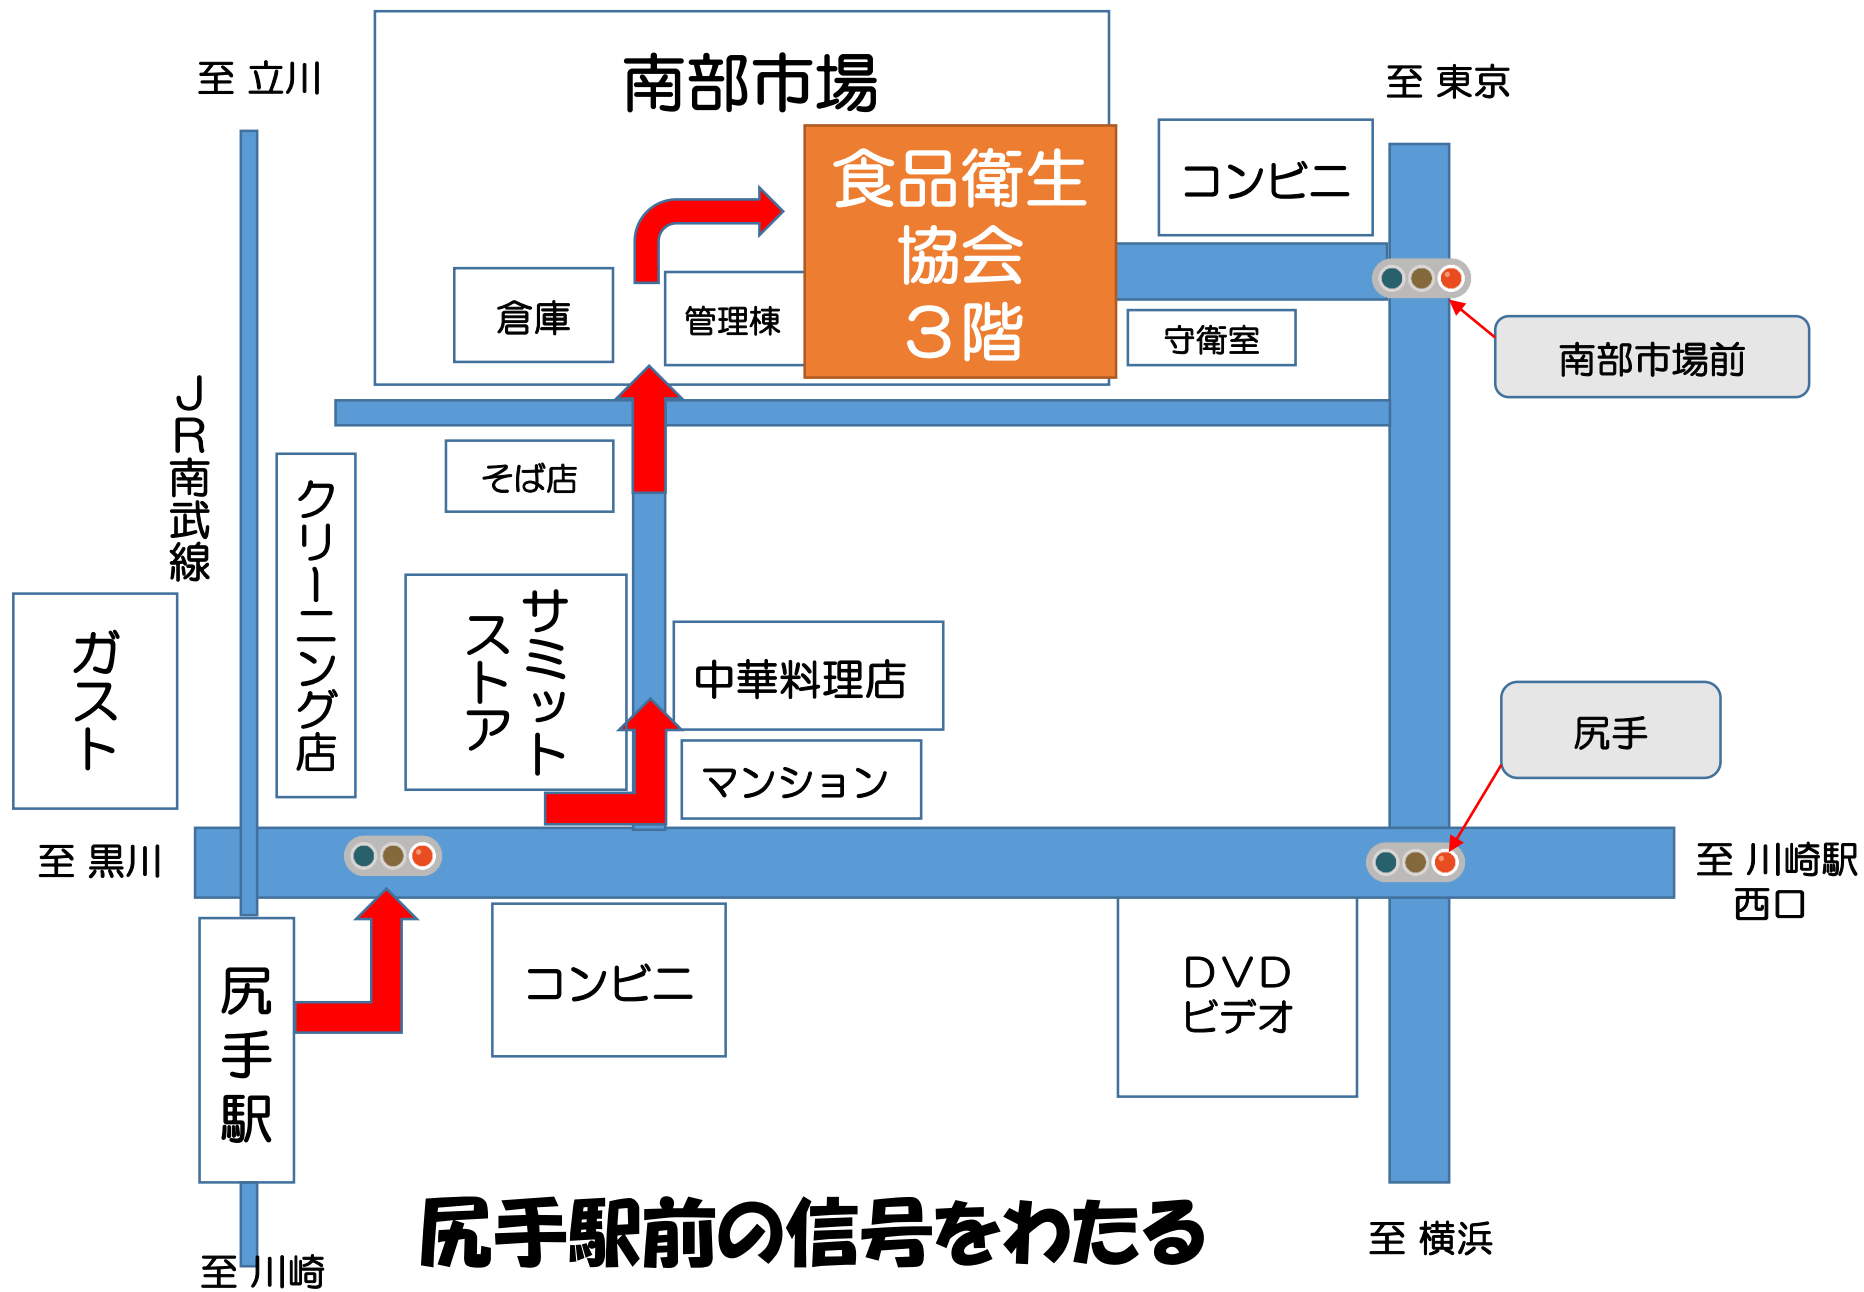 至 立川
南部市場
至 東京
食品衛生
協会
３階
コンビニ
倉庫
管理棟
守衛室
南部市場前
ＪＲ南武線
クリーニング店
そば店
ガスト
サミット
ストア
中華料理店
マンション
尻手
至 黒川
至 川崎駅
西口
尻手駅
コンビニ
ＤＶＤ
ビデオ
至 川崎
尻手駅前の信号をわたる
至 横浜